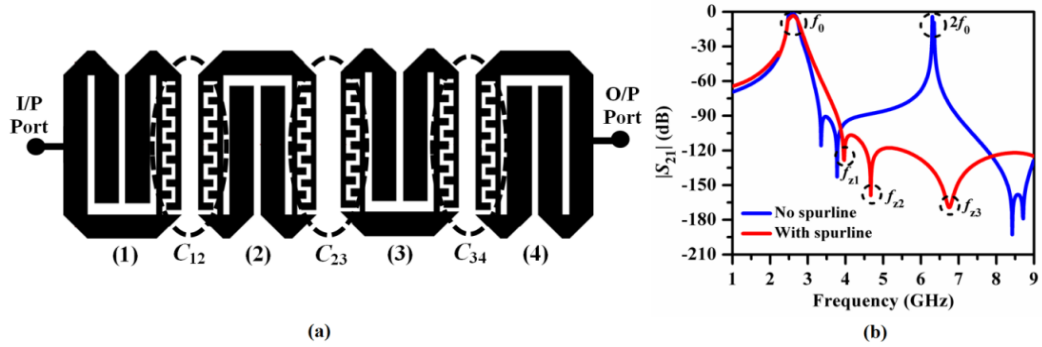 I/P
Port
O/P
Port
(1) C12 (2) C23 (3) C34 (4)
(a)
|S21| (dB)
0
-30
-60
-90
-120
-150
-180
-210
f0
2f0
fz1
fz2
fz3
No spurline
With spurline
1 2 3 4 5 6 7 8 9
Frequency (GHz)
(b)